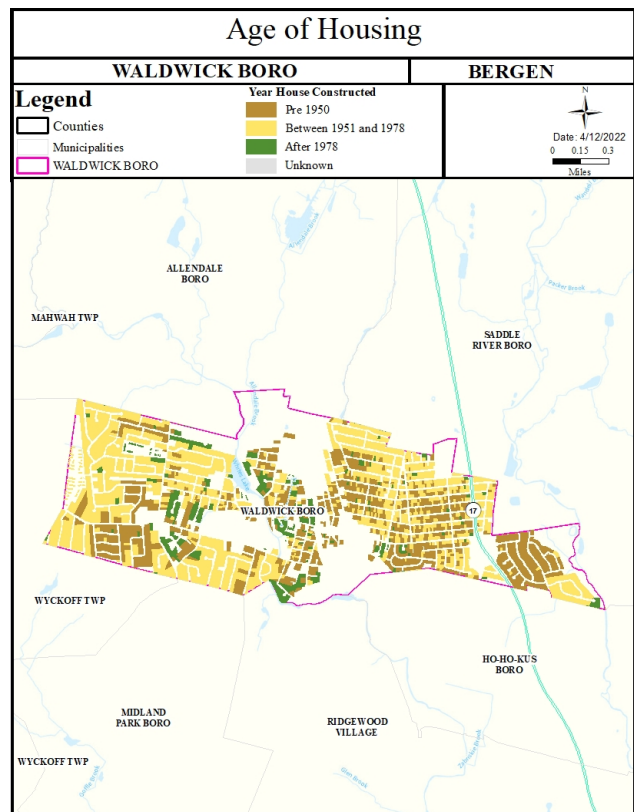 Age of Housing
WALDWICK BORO
BERGEN
Legend
Counties
Municipalities
WALDWICK BORO
Year House Constructed
Pre 1950
Between 1951 and 1978
After 1978
Unknown
N
Date: 4/12/2022
0 0.15 0.3
Miles
ALLENDALE
BORO
MAHWAH TWP
SADDLE
RIVER BORO
WALDWICK BORO
17
WYCKOFF TWP
HO-HO-KUS
BORO
MIDLAND
PARK BORO
RIDGEWOOD
VILLAGE
WYCKOFF TWP
Brook